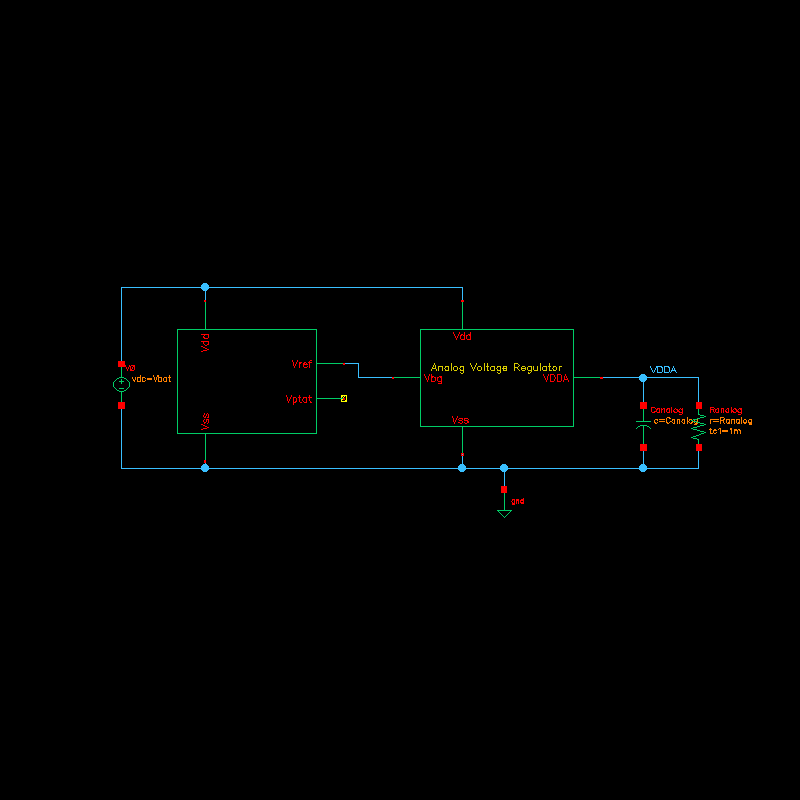 Vdd
Vss
Vref
Vptat
V0
vdc=Vbat
Vdd
Analog Voltage Regulator
Vbg
VDDA
Vss
VDDA
Canalog
c=Canalog
Ranalog
r=Ranalog
tc1=1m
gnd